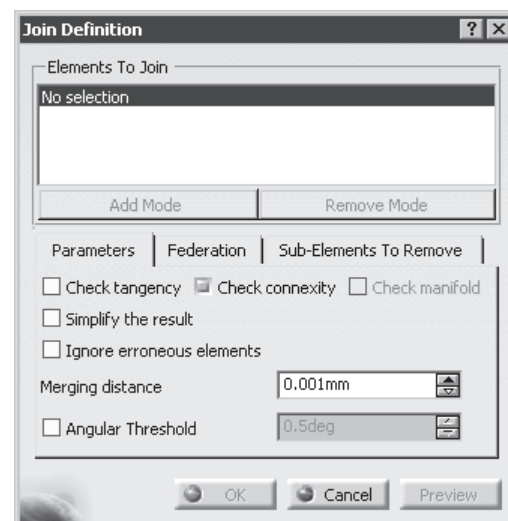 Join Definition
Elements To Join
No selection
Add Mode Remove Mode
Parameters Federation Sub-Elements To Remove
Check tangency Check connexity Check manifold
Simplify the result
Ignore erroneous elements
Merging distance 0.001mm
Angular Threshold 0.5deg
OK Cancel Preview